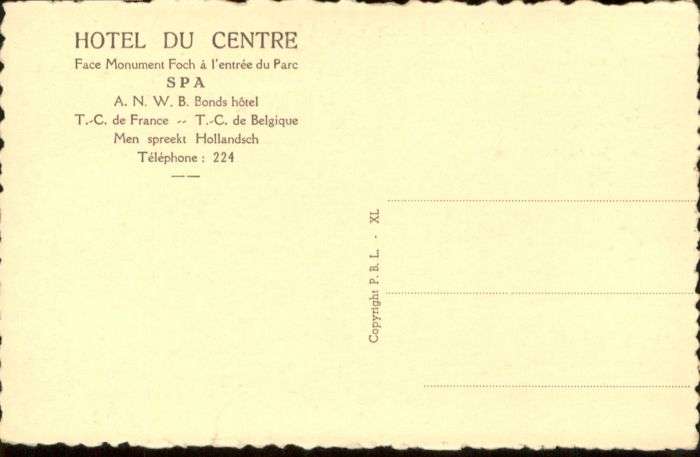 HOTEL DU CENTRE
Face Monument Foch à l'entrée du Parc
SPA
A. N. W. B. Bonds hôtel
T.-C. de France -- T.-C. de Belgique
Men spreekt Hollandsch
Téléphone : 224
Copyright P. B. L. - XL